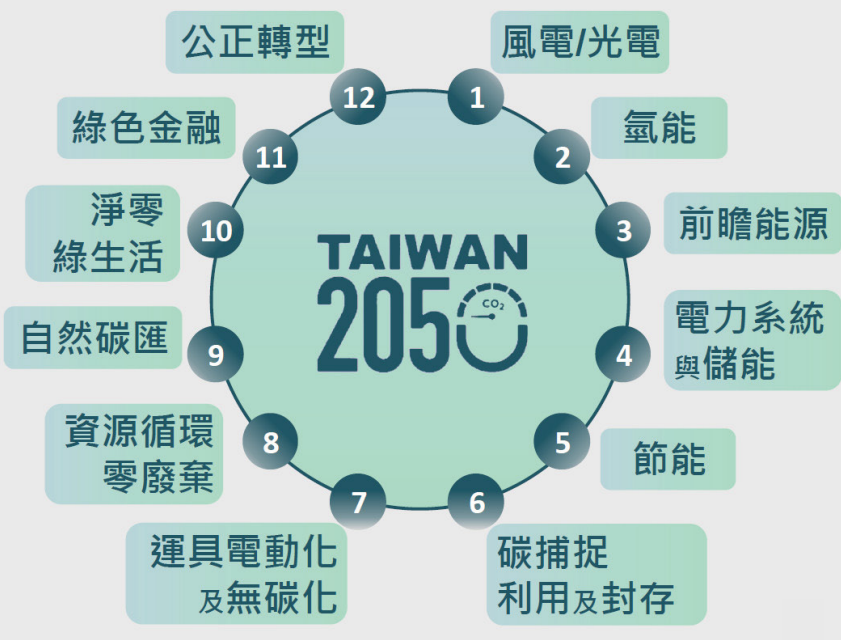 1
風電/光電
2
氫能
3
前瞻能源
4
電力系統
與儲能
5
節能
6
碳捕捉
利用及封存
7
運具電動化
及無碳化
8
資源循環
零廢棄
9
自然碳匯
10
淨零
綠生活
11
綠色金融
12
公正轉型
TAIWAN
2050
CO₂